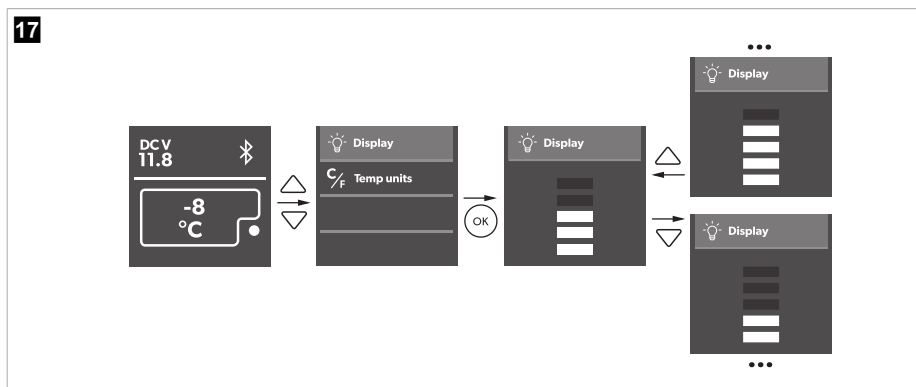 17
•••
Display
DC V
11.8
-8
°C
Display
C/F Temp units
OK
Display
Display
•••